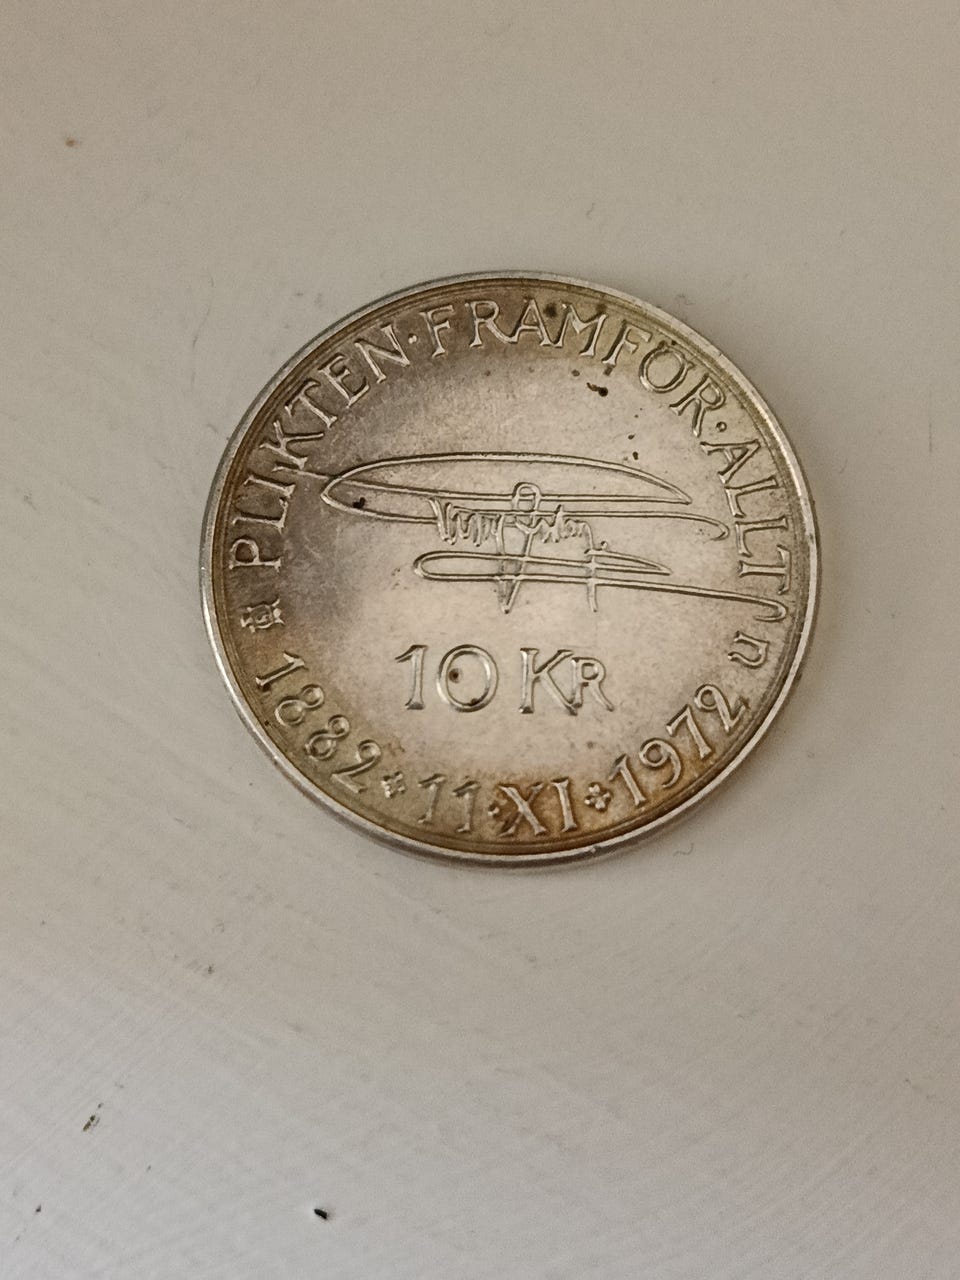 PLIKTEN·FRAMFÖR·ALLT
10 KR
1882 11·XI 1972
U